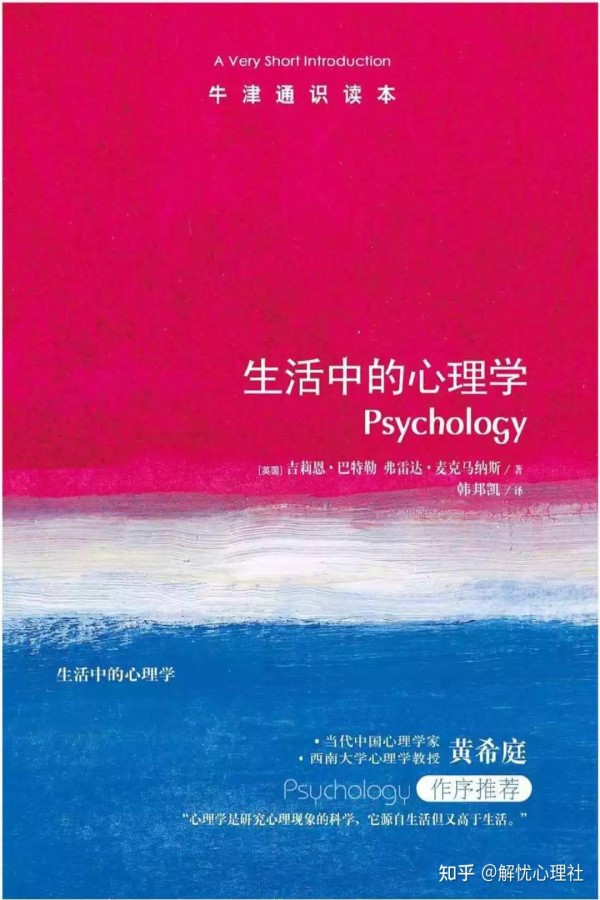 A Very Short Introduction
牛津通识读本
生活中的心理学
Psychology
[英国] 吉莉恩·巴特勒 弗雷达·麦克马纳斯 / 著
韩邦凯 / 译
生活中的心理学
·当代中国心理学家
·西南大学心理学教授 黄希庭
Psychology 作序推荐
“心理学是研究心理现象的科学，它源自生活但又高于生活。”
知乎 @解忧心理社